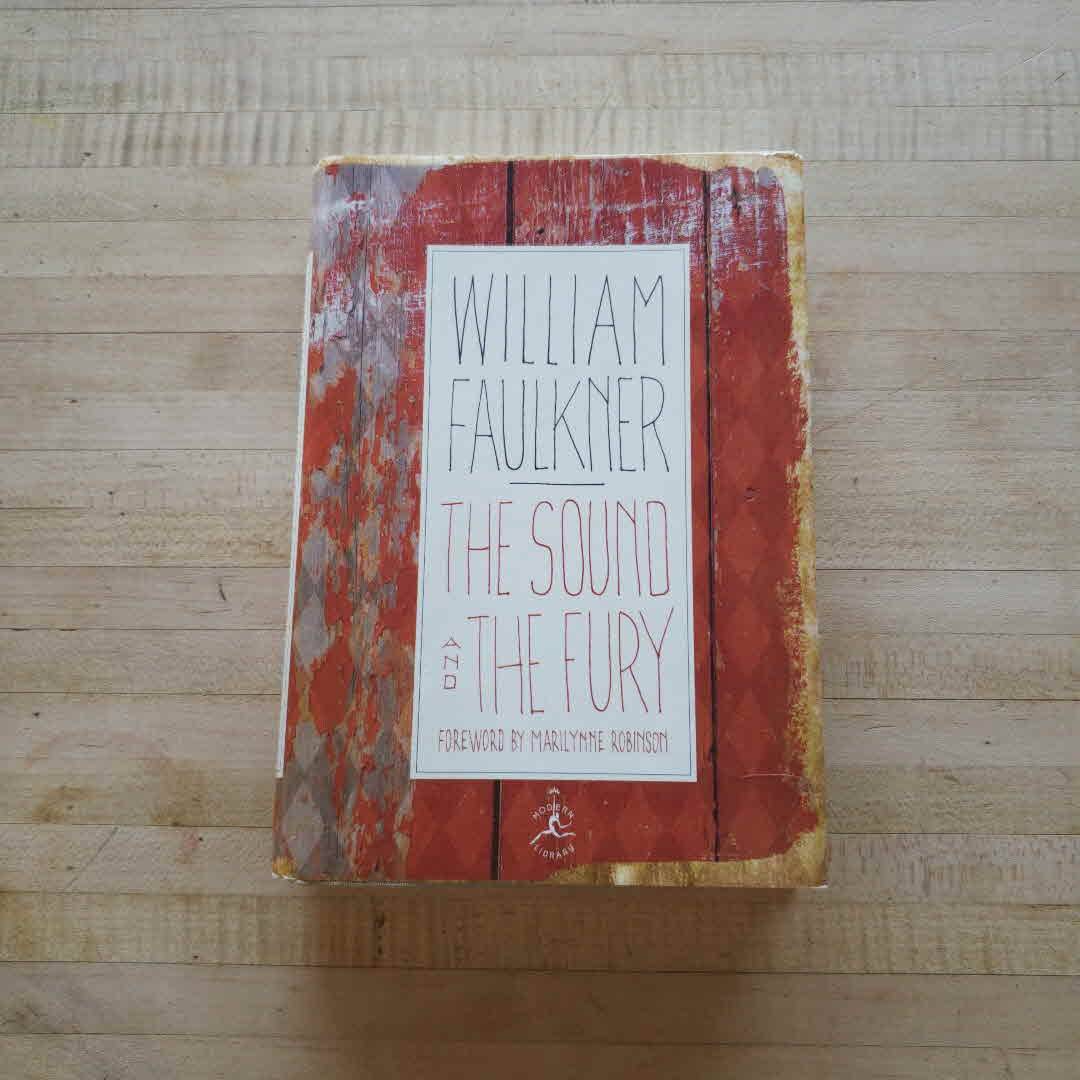 WILLIAM
FAULKNER
THE SOUND
AND THE FURY
FOREWORD BY MARILYNNE ROBINSON
MODERN
LIBRARY